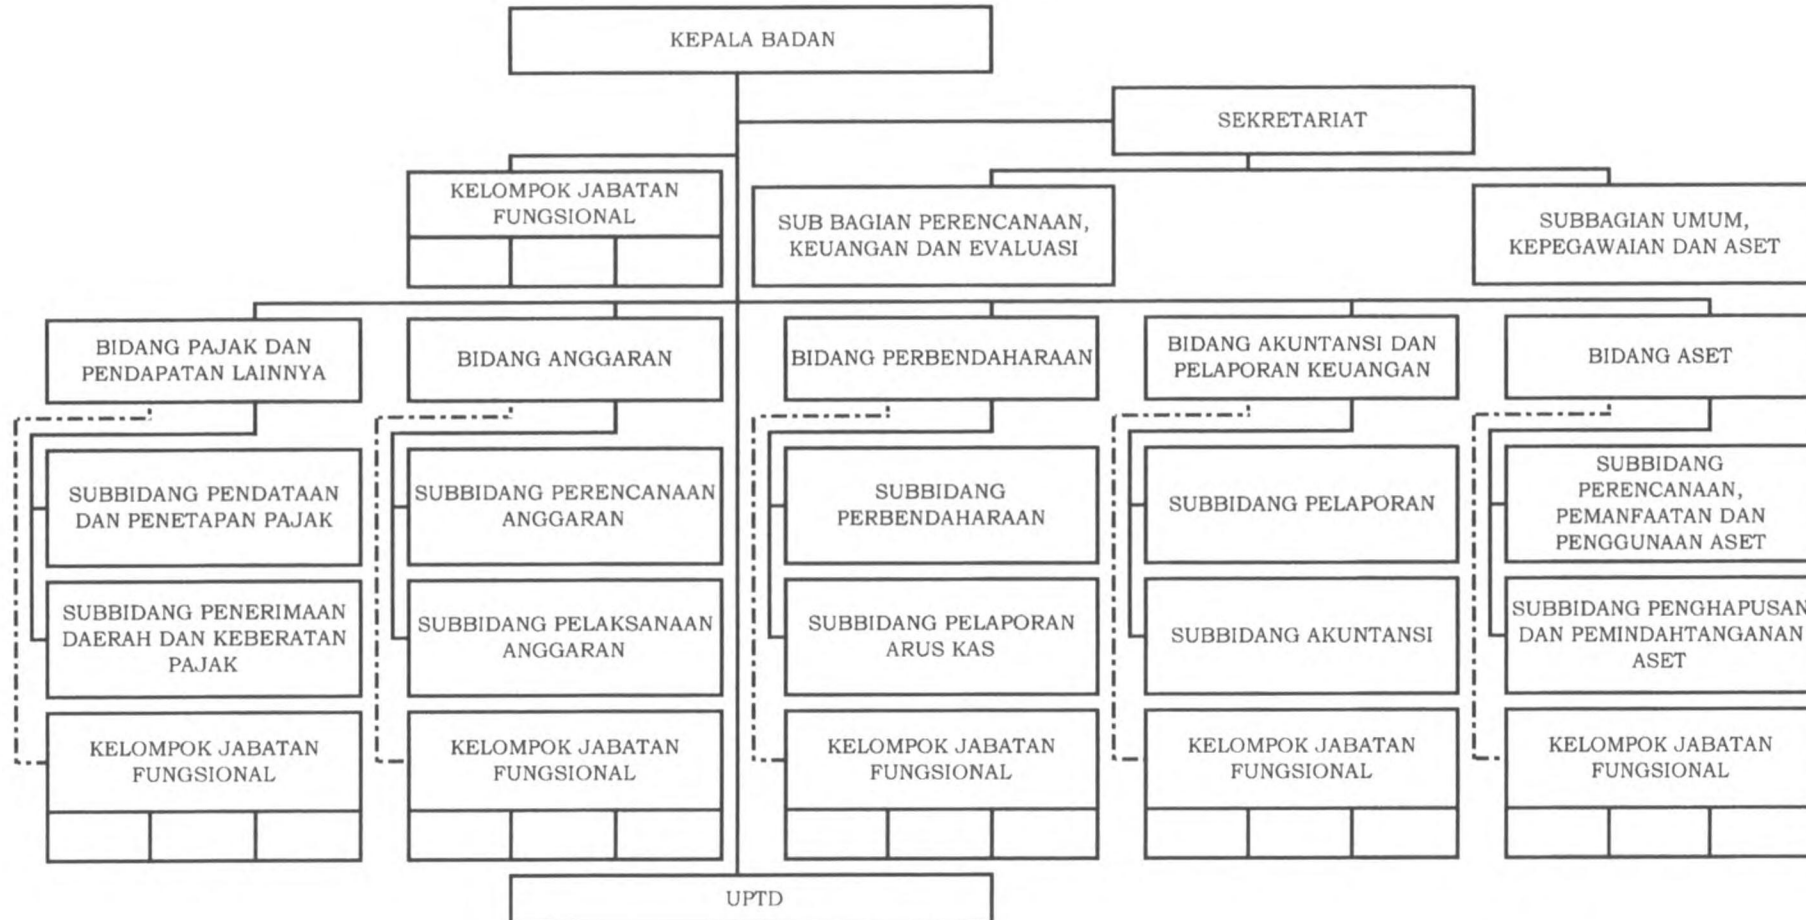 KEPALA BADAN
SEKRETARIAT
KELOMPOK JABATAN
FUNGSIONAL
SUB BAGIAN PERENCANAAN,
KEUANGAN DAN EVALUASI
SUBBAGIAN UMUM,
KEPEGAWAIAN DAN ASET
BIDANG PAJAK DAN
PENDAPATAN LAINNYA
BIDANG ANGGARAN
BIDANG PERBENDAHARAAN
BIDANG AKUNTANSI DAN
PELAPORAN KEUANGAN
BIDANG ASET
SUBBIDANG PENDATAAN
DAN PENETAPAN PAJAK
SUBBIDANG PERENCANAAN
ANGGARAN
SUBBIDANG
PERBENDAHARAAN
SUBBIDANG PELAPORAN
SUBBIDANG
PERENCANAAN,
PEMANFAATAN DAN
PENGGUNAAN ASET
SUBBIDANG PENERIMAAN
DAERAH DAN KEBERATAN
PAJAK
SUBBIDANG PELAKSANAAN
ANGGARAN
SUBBIDANG PELAPORAN
ARUS KAS
SUBBIDANG AKUNTANSI
SUBBIDANG PENGHAPUSAN
DAN PEMINDAHTANGANAN
ASET
KELOMPOK JABATAN
FUNGSIONAL
KELOMPOK JABATAN
FUNGSIONAL
KELOMPOK JABATAN
FUNGSIONAL
KELOMPOK JABATAN
FUNGSIONAL
KELOMPOK JABATAN
FUNGSIONAL
UPTD